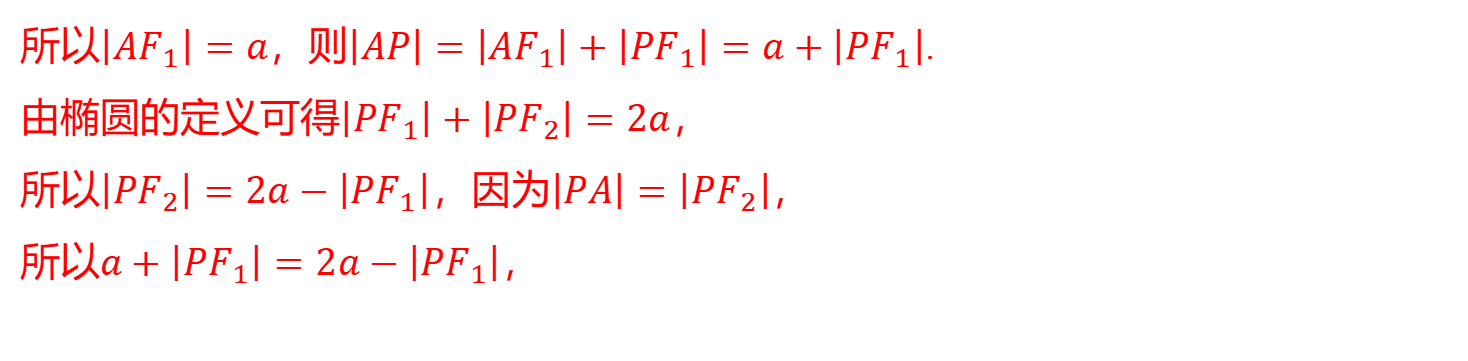 所以|AF₁| = a，则|AP| = |AF₁| + |PF₁| = a + |PF₁|.
由椭圆的定义可得|PF₁| + |PF₂| = 2a，
所以|PF₂| = 2a − |PF₁|，因为|PA| = |PF₂|，
所以a + |PF₁| = 2a − |PF₁|，